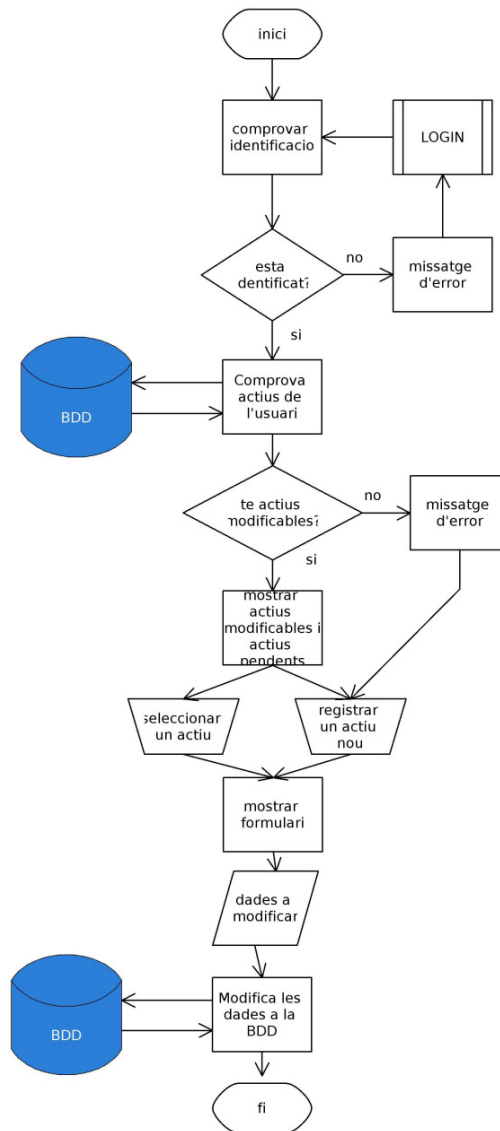 inici
comprovar
identificacio
LOGIN
esta
dentificat?
no
missatge
d'error
si
BDD
Comprova
actius de
l'usuari
te actius
modificables?
no
missatge
d'error
si
mostrar
actius
modificables i
actius
pendents
seleccionar
un actiu
registrar
un actiu
nou
mostrar
formulari
dades a
modificar
BDD
Modifica les
dades a la
BDD
fi